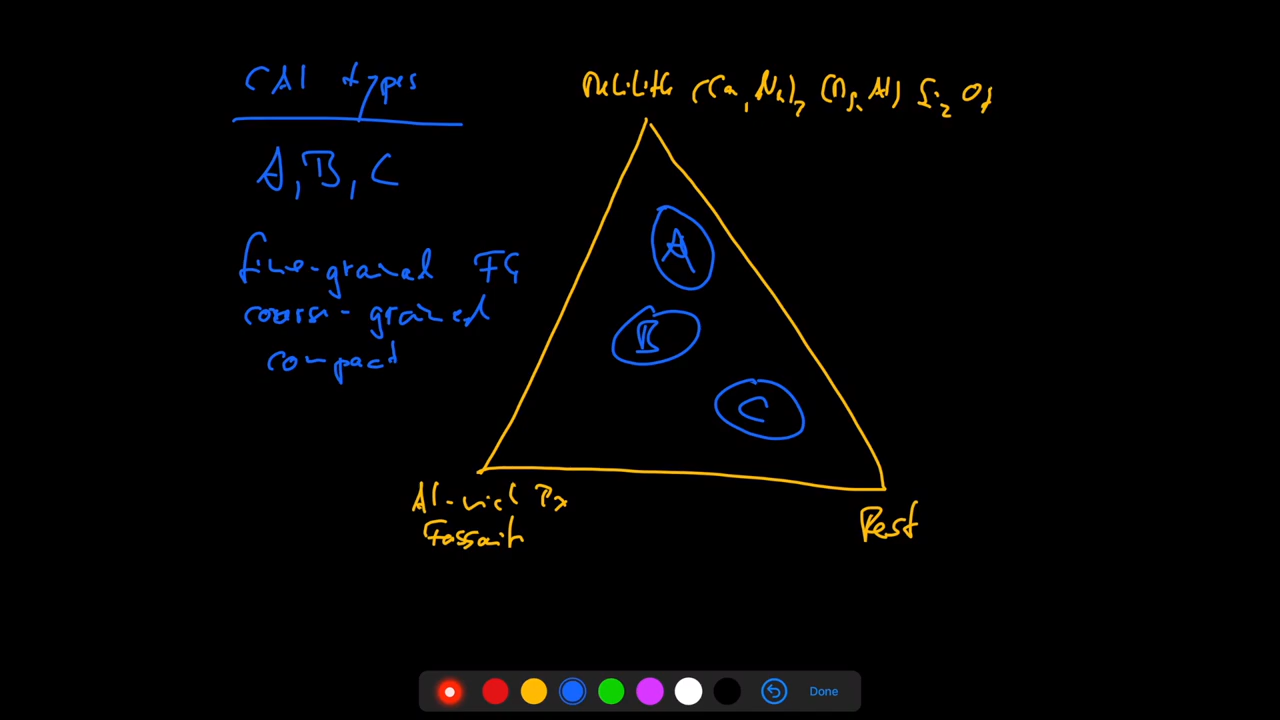 CAI types
A, B, C
fine-grained FG
coarse-grained
compact
Melilith (Ca, Na)₂ (Mg, Al) Si₂ O₇
A
B
C
Al-rich Px
Fassait
Rest
Done